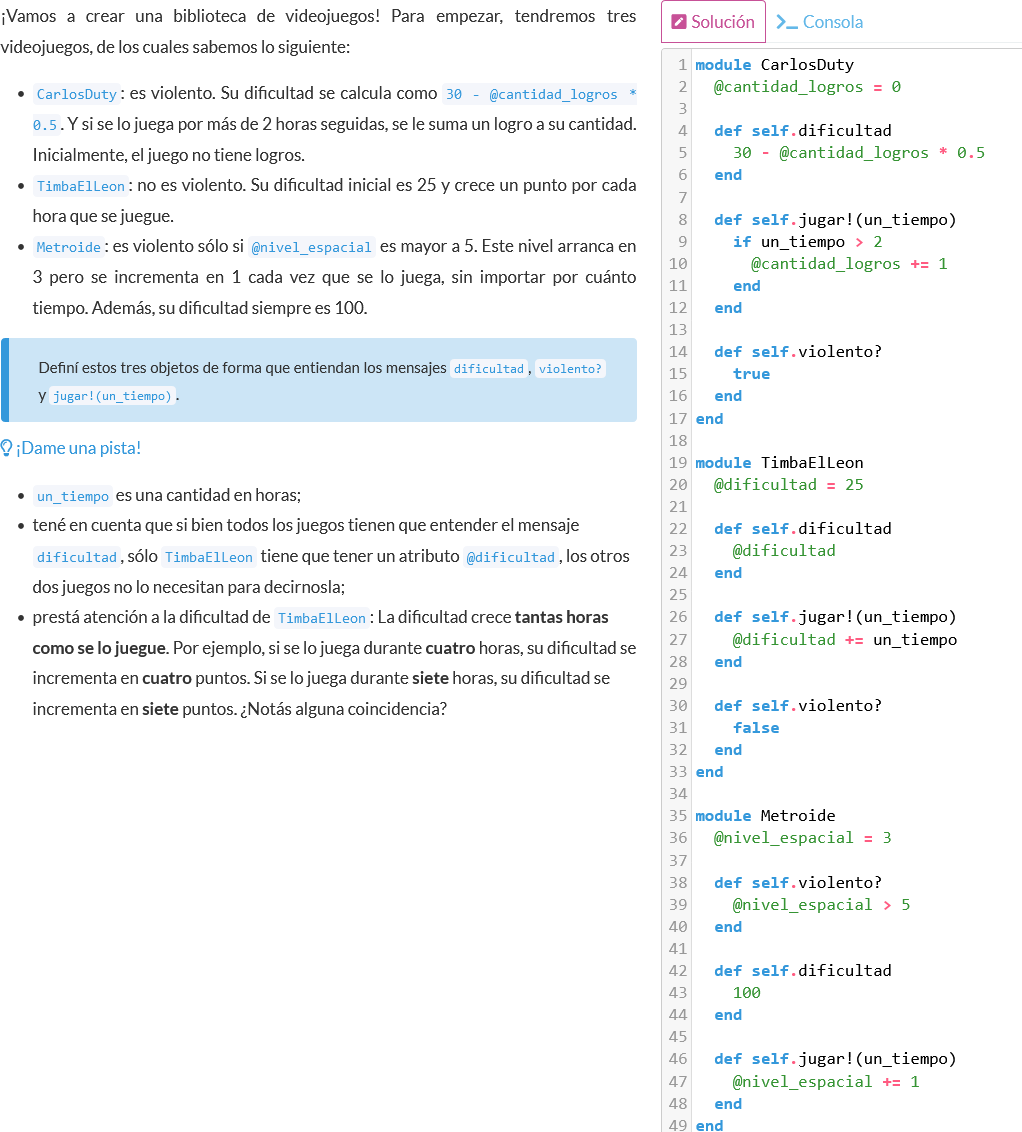 ¡Vamos a crear una biblioteca de videojuegos! Para empezar, tendremos tres
videojuegos, de los cuales sabemos lo siguiente:
• CarlosDuty: es violento. Su dificultad se calcula como 30 - @cantidad_logros *
0.5. Y si se lo juega por más de 2 horas seguidas, se le suma un logro a su cantidad.
Inicialmente, el juego no tiene logros.
• TimbaElLeon: no es violento. Su dificultad inicial es 25 y crece un punto por cada
hora que se juegue.
• Metroide: es violento sólo si @nivel_espacial es mayor a 5. Este nivel arranca en
3 pero se incrementa en 1 cada vez que se lo juega, sin importar por cuánto
tiempo. Además, su dificultad siempre es 100.
Definí estos tres objetos de forma que entiendan los mensajes dificultad, violento?
y jugar!(un_tiempo).
¡Dame una pista!
• un_tiempo es una cantidad en horas;
• tené en cuenta que si bien todos los juegos tienen que entender el mensaje
dificultad, sólo TimbaElLeon tiene que tener un atributo @dificultad, los otros
dos juegos no lo necesitan para decirnosla;
• prestá atención a la dificultad de TimbaElLeon: La dificultad crece tantas horas
como se lo juegue. Por ejemplo, si se lo juega durante cuatro horas, su dificultad se
incrementa en cuatro puntos. Si se lo juega durante siete horas, su dificultad se
incrementa en siete puntos. ¿Notás alguna coincidencia?
Solución >_ Consola
1 module CarlosDuty
2   @cantidad_logros = 0
3
4   def self.dificultad
5     30 - @cantidad_logros * 0.5
6   end
7
8   def self.jugar!(un_tiempo)
9     if un_tiempo > 2
10       @cantidad_logros += 1
11     end
12   end
13
14   def self.violento?
15     true
16   end
17 end
18
19 module TimbaElLeon
20   @dificultad = 25
21
22   def self.dificultad
23     @dificultad
24   end
25
26   def self.jugar!(un_tiempo)
27     @dificultad += un_tiempo
28   end
29
30   def self.violento?
31     false
32   end
33 end
34
35 module Metroide
36   @nivel_espacial = 3
37
38   def self.violento?
39     @nivel_espacial > 5
40   end
41
42   def self.dificultad
43     100
44   end
45
46   def self.jugar!(un_tiempo)
47     @nivel_espacial += 1
48   end
49 end